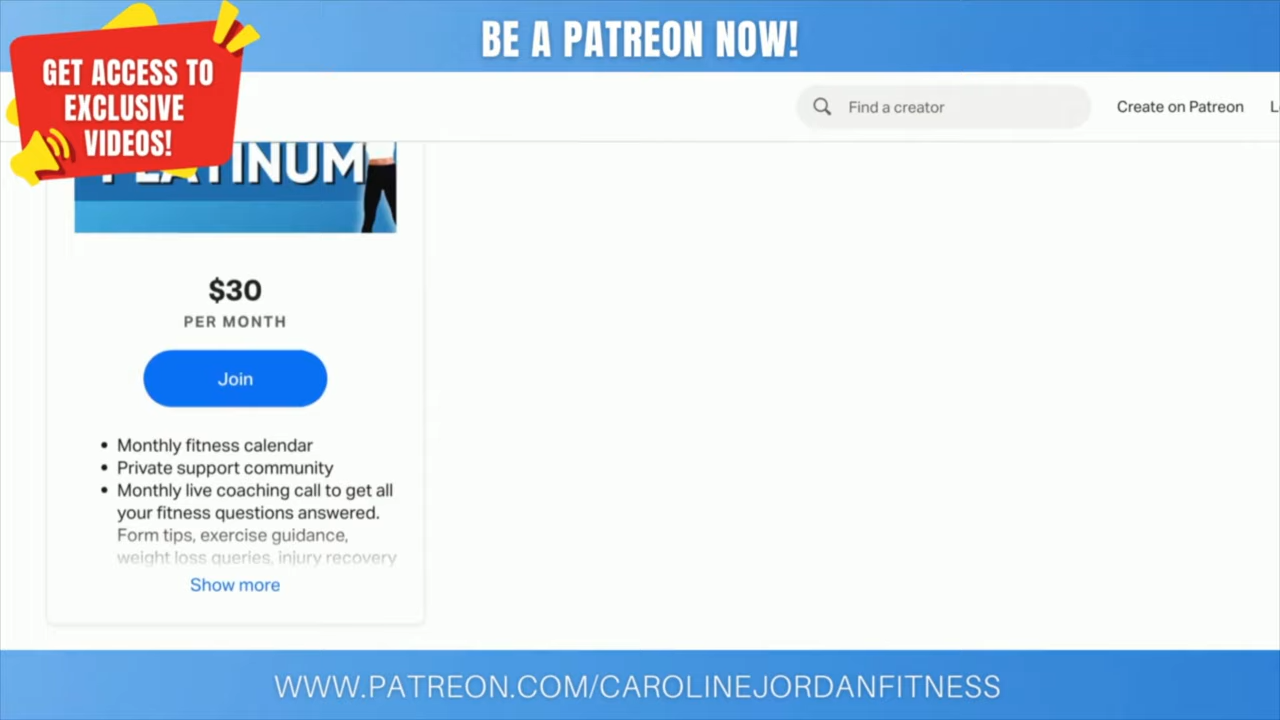 BE A PATREON NOW!
GET ACCESS TO
EXCLUSIVE
VIDEOS!
Find a creator
Create on Patreon
PLATINUM
$30
PER MONTH
Join
• Monthly fitness calendar
• Private support community
• Monthly live coaching call to get all
your fitness questions answered.
Form tips, exercise guidance,
weight loss queries, injury recovery
Show more
WWW.PATREON.COM/CAROLINEJORDANFITNESS